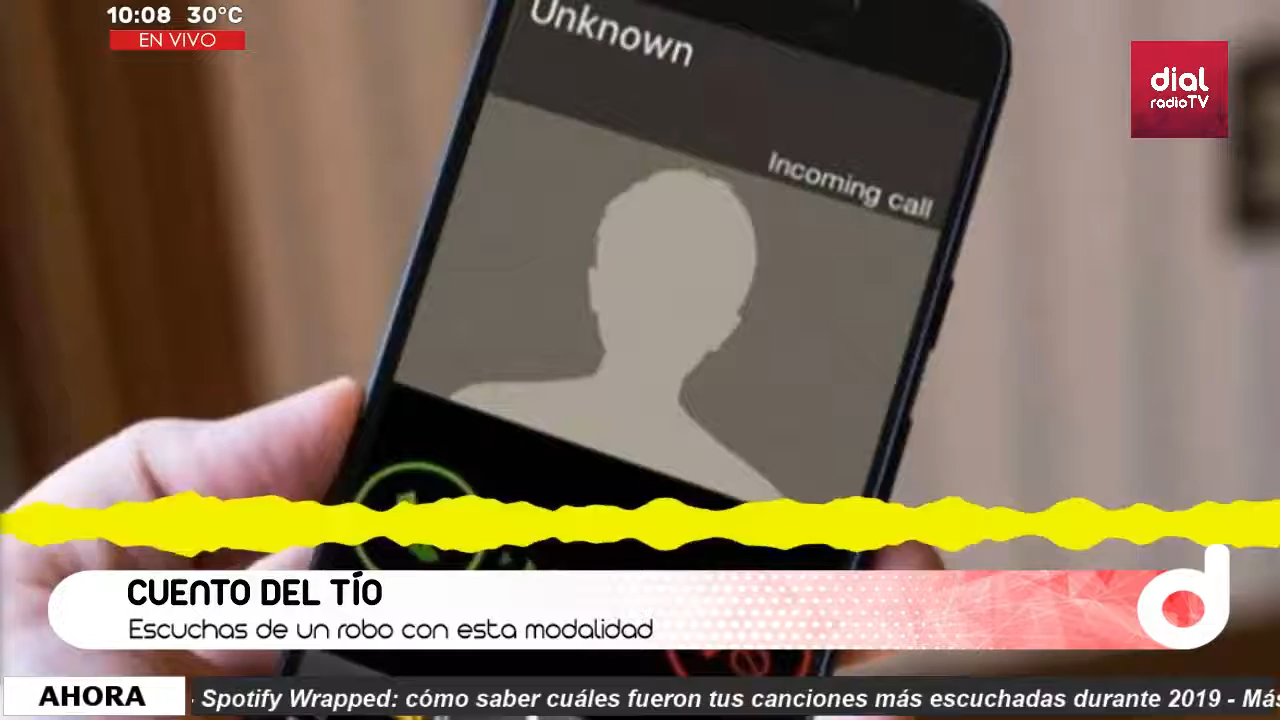 10:08 30°C
EN VIVO
Unknown
Incoming call
dial
radioTV
CUENTO DEL TÍO
Escuchas de un robo con esta modalidad
AHORA
- Spotify Wrapped: cómo saber cuáles fueron tus canciones más escuchadas durante 2019 - Más